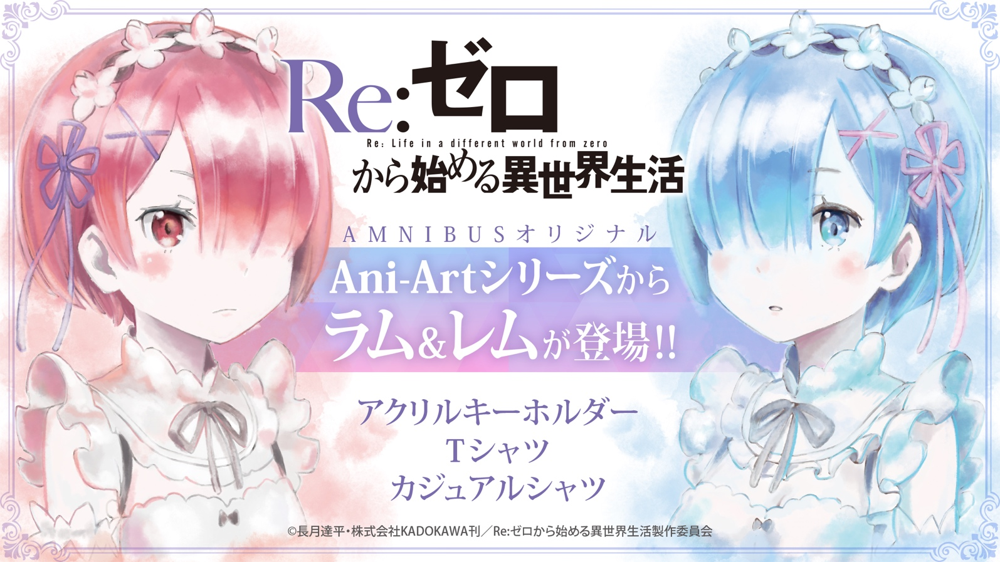 Re:ゼロ
Re: Life in a different world from zero
から始める異世界生活
AMNIBUSオリジナル
Ani-Artシリーズから
ラム&レムが登場!!
アクリルキーホルダー
Tシャツ
カジュアルシャツ
©長月達平・株式会社KADOKAWA刊／Re:ゼロから始める異世界生活製作委員会